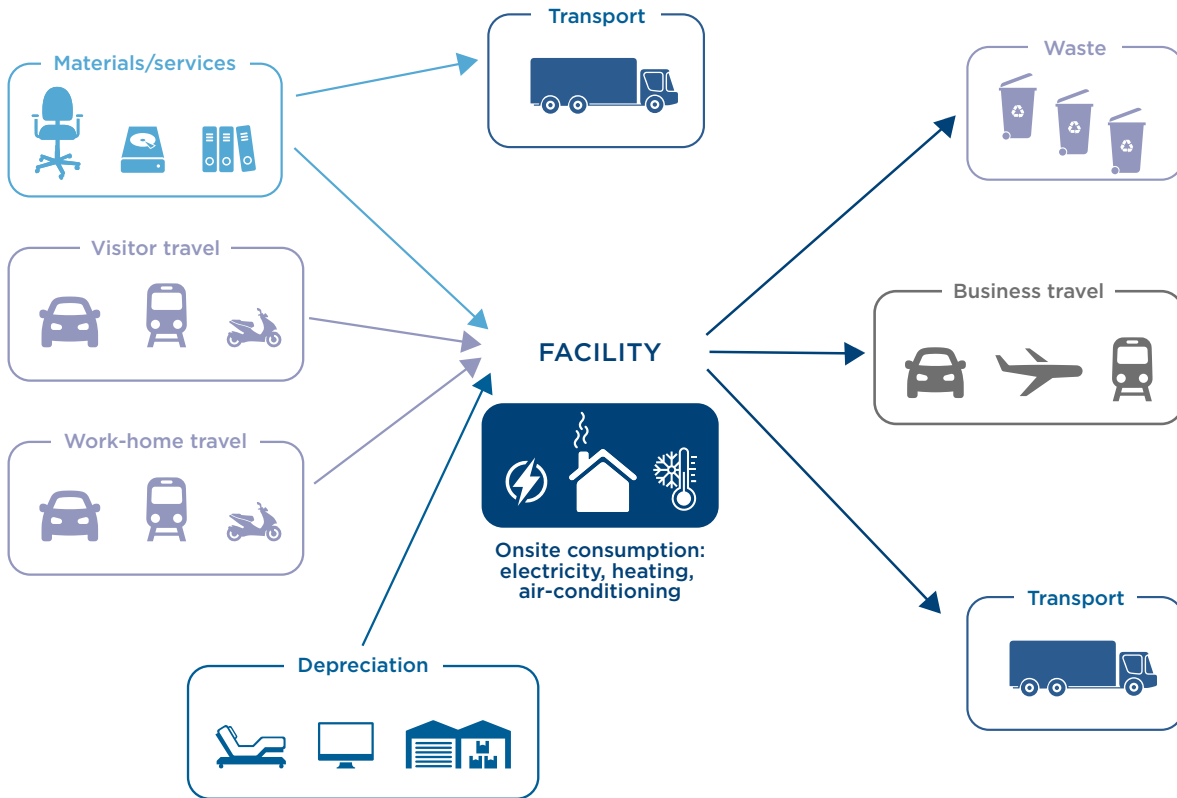 Transport
Materials/services
Waste
Visitor travel
Business travel
FACILITY
Work-home travel
Onsite consumption:
electricity, heating,
air-conditioning
Transport
Depreciation